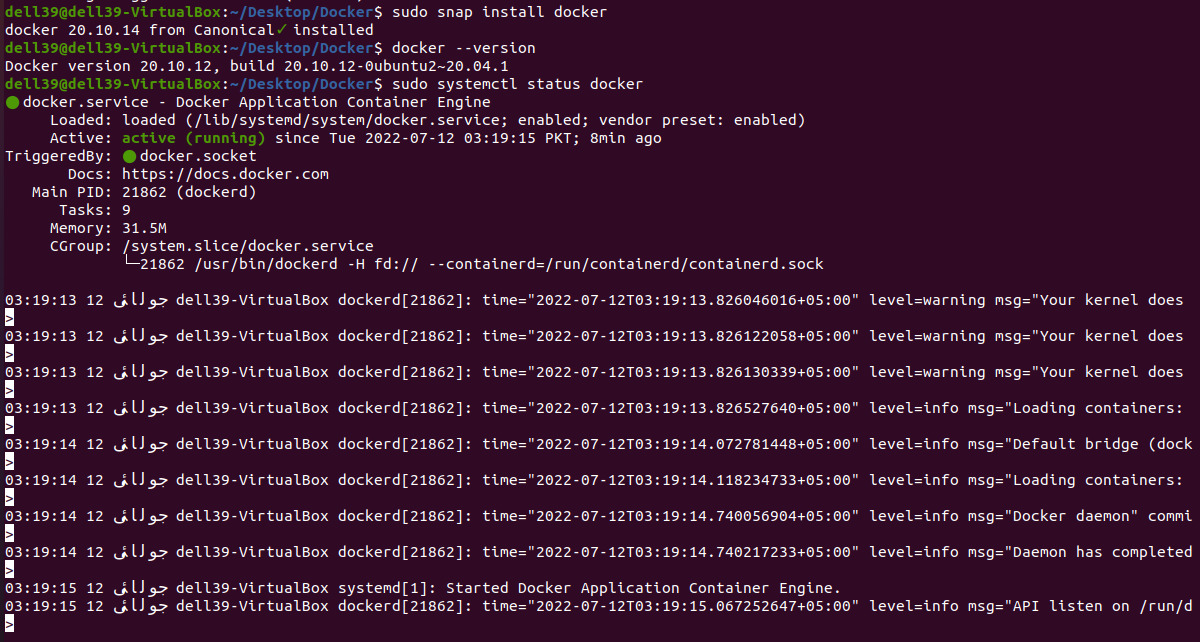 dell39@dell39-VirtualBox:~/Desktop/Docker$ sudo snap install docker
docker 20.10.14 from Canonical✓ installed
dell39@dell39-VirtualBox:~/Desktop/Docker$ docker --version
Docker version 20.10.12, build 20.10.12-0ubuntu2~20.04.1
dell39@dell39-VirtualBox:~/Desktop/Docker$ sudo systemctl status docker
● docker.service - Docker Application Container Engine
Loaded: loaded (/lib/systemd/system/docker.service; enabled; vendor preset: enabled)
Active: active (running) since Tue 2022-07-12 03:19:15 PKT; 8min ago
TriggeredBy: ● docker.socket
Docs: https://docs.docker.com
Main PID: 21862 (dockerd)
Tasks: 9
Memory: 31.5M
CGroup: /system.slice/docker.service
└─21862 /usr/bin/dockerd -H fd:// --containerd=/run/containerd/containerd.sock
03:19:13 12 جولائی dell39-VirtualBox dockerd[21862]: time="2022-07-12T03:19:13.826046016+05:00" level=warning msg="Your kernel does
>
03:19:13 12 جولائی dell39-VirtualBox dockerd[21862]: time="2022-07-12T03:19:13.826122058+05:00" level=warning msg="Your kernel does
>
03:19:13 12 جولائی dell39-VirtualBox dockerd[21862]: time="2022-07-12T03:19:13.826130339+05:00" level=warning msg="Your kernel does
>
03:19:13 12 جولائی dell39-VirtualBox dockerd[21862]: time="2022-07-12T03:19:13.826527640+05:00" level=info msg="Loading containers:
>
03:19:14 12 جولائی dell39-VirtualBox dockerd[21862]: time="2022-07-12T03:19:14.072781448+05:00" level=info msg="Default bridge (dock
>
03:19:14 12 جولائی dell39-VirtualBox dockerd[21862]: time="2022-07-12T03:19:14.118234733+05:00" level=info msg="Loading containers:
>
03:19:14 12 جولائی dell39-VirtualBox dockerd[21862]: time="2022-07-12T03:19:14.740056904+05:00" level=info msg="Docker daemon" commi
>
03:19:14 12 جولائی dell39-VirtualBox dockerd[21862]: time="2022-07-12T03:19:14.740217233+05:00" level=info msg="Daemon has completed
>
03:19:15 12 جولائی dell39-VirtualBox systemd[1]: Started Docker Application Container Engine.
03:19:15 12 جولائی dell39-VirtualBox dockerd[21862]: time="2022-07-12T03:19:15.067252647+05:00" level=info msg="API listen on /run/d
>